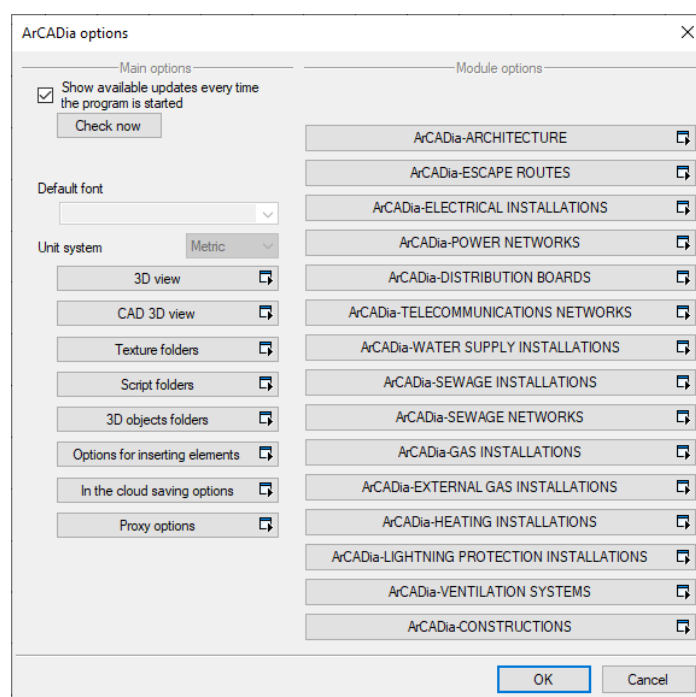 ArCADia options
Main options
Show available updates every time
the program is started
Check now
Default font
Unit system
Metric
3D view
CAD 3D view
Texture folders
Script folders
3D objects folders
Options for inserting elements
In the cloud saving options
Proxy options
Module options
ArCADia-ARCHITECTURE
ArCADia-ESCAPE ROUTES
ArCADia-ELECTRICAL INSTALLATIONS
ArCADia-POWER NETWORKS
ArCADia-DISTRIBUTION BOARDS
ArCADia-TELECOMMUNICATIONS NETWORKS
ArCADia-WATER SUPPLY INSTALLATIONS
ArCADia-SEWAGE INSTALLATIONS
ArCADia-SEWAGE NETWORKS
ArCADia-GAS INSTALLATIONS
ArCADia-EXTERNAL GAS INSTALLATIONS
ArCADia-HEATING INSTALLATIONS
ArCADia-LIGHTNING PROTECTION INSTALLATIONS
ArCADia-VENTILATION SYSTEMS
ArCADia-CONSTRUCTIONS
OK
Cancel